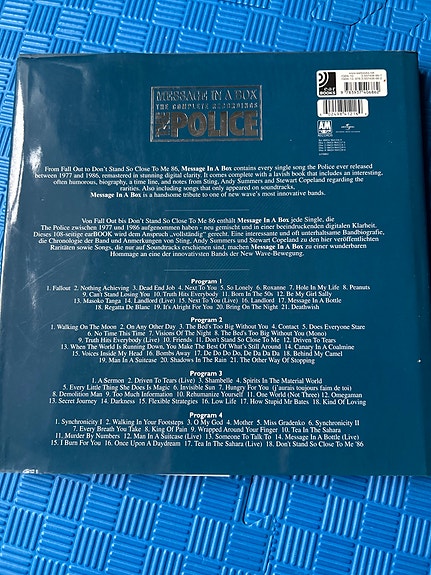 MESSAGE IN A BOX
THE COMPLETE RECORDINGS
THE POLICE
ear
BOOKS
A&M
RECORDS
UNIVERSAL
From Fall Out to Don't Stand So Close To Me 86, Message In A Box contains every single song the Police ever released
between 1977 and 1986, remastered in stunning digital clarity. It comes complete with a lavish book that includes an interesting,
often humorous, biography, a time line, and notes from Sting, Andy Summers and Stewart Copeland regarding the
rarities. Also including songs that only appeared on soundtracks.
Message In A Box is a handsome tribute to one of new wave's most innovative bands.
Von Fall Out bis Don't Stand So Close To Me 86 enthält Message In A Box jede Single, die
The Police zwischen 1977 und 1986 aufgenommen haben - neu gemischt und in einer beeindruckenden digitalen Klarheit.
Dieses 108-seitige earBOOK wird dem Anspruch „vollständig" gerecht. Eine interessante und oft unterhaltsame Bandbiografie,
die Chronologie der Band und Anmerkungen von Sting, Andy Summers und Stewart Copeland zu den hier veröffentlichten
Raritäten sowie Songs, die nur auf Soundtracks erschienen sind, machen Message In A Box zu einer wunderbaren
Hommage an eine der innovativsten Bands der New Wave-Bewegung.
Program 1
1. Fallout 2. Nothing Achieving 3. Dead End Job 4. Next To You 5. So Lonely 6. Roxanne 7. Hole In My Life 8. Peanuts
9. Can't Stand Losing You 10. Truth Hits Everybody 11. Born In The 50s 12. Be My Girl Sally
13. Masoko Tanga 14. Landlord (Live) 15. Next To You (Live) 16. Landlord 17. Message In A Bottle
18. Regatta De Blanc 19. It's Alright For You 20. Bring On The Night 21. Deathwish
Program 2
1. Walking On The Moon 2. On Any Other Day 3. The Bed's Too Big Without You 4. Contact 5. Does Everyone Stare
6. No Time This Time 7. Visions Of The Night 8. The Bed's Too Big Without You (Mono)
9. Truth Hits Everybody (Live) 10. Friends 11. Don't Stand So Close To Me 12. Driven To Tears
13. When The World Is Running Down, You Make The Best Of What's Still Around 14. Canary In A Coalmine
15. Voices Inside My Head 16. Bombs Away 17. De Do Do Do, De Da Da Da 18. Behind My Camel
19. Man In A Suitcase 20. Shadows In The Rain 21. The Other Way Of Stopping
Program 3
1. A Sermon 2. Driven To Tears (Live) 3. Shambelle 4. Spirits In The Material World
5. Every Little Thing She Does Is Magic 6. Invisible Sun 7. Hungry For You (j'aurais toujours faim de toi)
8. Demolition Man 9. Too Much Information 10. Rehumanize Yourself 11. One World (Not Three) 12. Omegaman
13. Secret Journey 14. Darkness 15. Flexible Strategies 16. Low Life 17. How Stupid Mr Bates 18. Kind Of Loving
Program 4
1. Synchronicity I 2. Walking In Your Footsteps 3. O My God 4. Mother 5. Miss Gradenko 6. Synchronicity II
7. Every Breath You Take 8. King Of Pain 9. Wrapped Around Your Finger 10. Tea In The Sahara
11. Murder By Numbers 12. Man In A Suitcase (Live) 13. Someone To Talk To 14. Message In A Bottle (Live)
15. I Burn For You 16. Once Upon A Daydream 17. Tea In The Sahara (Live) 18. Don't Stand So Close To Me '86